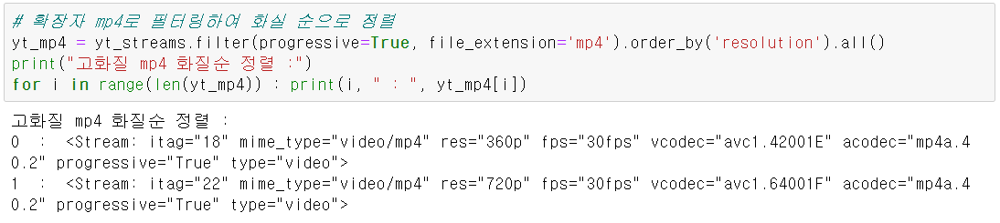 # 확장자 mp4로 필터링하여 화실 순으로 정렬
yt_mp4 = yt_streams.filter(progressive=True, file_extension='mp4').order_by('resolution').all()
print("고화질 mp4 화질순 정렬 :")
for i in range(len(yt_mp4)) : print(i, " : ", yt_mp4[i])
고화질 mp4 화질순 정렬 :
0  :  <Stream: itag="18" mime_type="video/mp4" res="360p" fps="30fps" vcodec="avc1.42001E" acodec="mp4a.4
0.2" progressive="True" type="video">
1  :  <Stream: itag="22" mime_type="video/mp4" res="720p" fps="30fps" vcodec="avc1.64001F" acodec="mp4a.4
0.2" progressive="True" type="video">